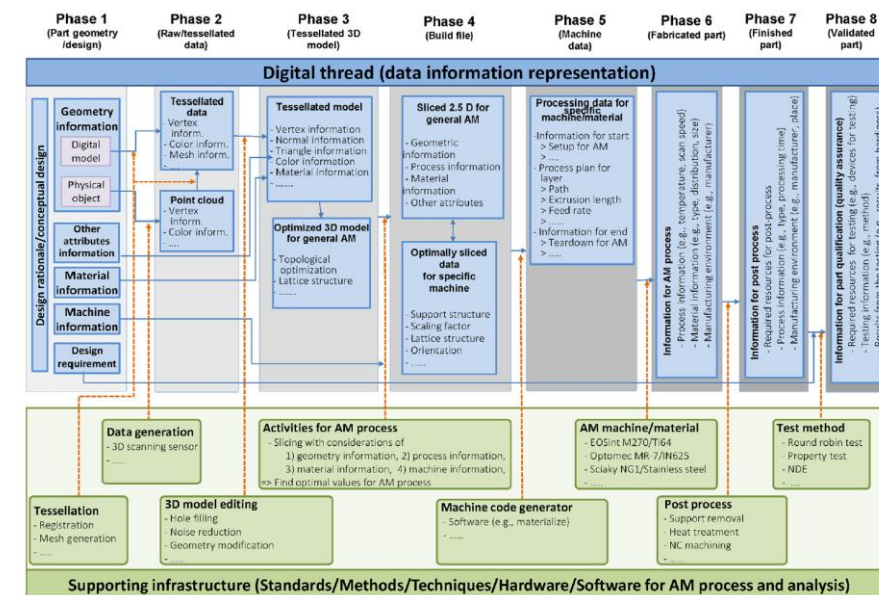 Phase 1
(Part geometry
/design)
Phase 2
(Raw/tessellated
data)
Phase 3
(Tessellated 3D
model)
Phase 4
(Build file)
Phase 5
(Machine
data)
Phase 6
(Fabricated part)
Phase 7
(Finished
part)
Phase 8
(Validated
part)
Digital thread (data information representation)
Design rationale/conceptual design
Geometry
information
Digital
model
Physical
object
Other
attributes
information
Material
information
Machine
information
Design
requirement
Tessellated
data
- Vertex
inform.
- Color inform.
- Mesh inform.
- .....
Point cloud
- Vertex
Inform.
- Color inform.
- ....
Tessellated model
- Vertex information
- Normal information
- Triangle information
- Color information
- Material information
- .......
Optimized 3D model
for general AM
- Topological
optimization
- Lattice structure
- .......
Sliced 2.5 D for
general AM
- Geometric
information
- Process information
- Material
information
- Other attributes
Optimally sliced
data
for specific
machine
- Support structure
- Scaling factor
- Lattice structure
- Orientation
- ......
Processing data for
specific
machine/material
-Information for start
> Setup for AM
> ....
- Process plan for
layer
> Path
> Extrusion length
> Feed rate
> ......
- Information for end
> Teardown for AM
> .....
Information for AM process
- Process information (e.g., temperature, scan speed)
- Material information (e.g., type, distribution, size)
- Manufacturing environment (e.g., manufacturer)
Information for post process
- Required resources for post-process
- Process information (e.g., type, processing time)
- Manufacturing environment (e.g., manufacturer, place)
Information for part qualification (quality assurance)
- Required resources for testing (e.g., devices for testing)
- Testing information (e.g., method)
- Results from the testing (e.g., results from hardness)
Data generation
- 3D scanning sensor
- .....
Activities for AM process
- Slicing with considerations of
1) geometry information, 2) process information,
3) material information, 4) machine information,
=> Find optimal values for AM process
AM machine/material
- EOSint M270/Ti64
- Optomec MR-7/IN625
- Sciaky NG1/Stainless steel
- .....
Test method
- Round robin test
- Property test
- NDE
- ....
Tessellation
- Registration
- Mesh generation
- .....
3D model editing
- Hole filling
- Noise reduction
- Geometry modification
- ......
Machine code generator
- Software (e.g., materialize)
- ......
Post process
- Support removal
- Heat treatment
- NC machining
- .....
Supporting infrastructure (Standards/Methods/Techniques/Hardware/Software for AM process and analysis)